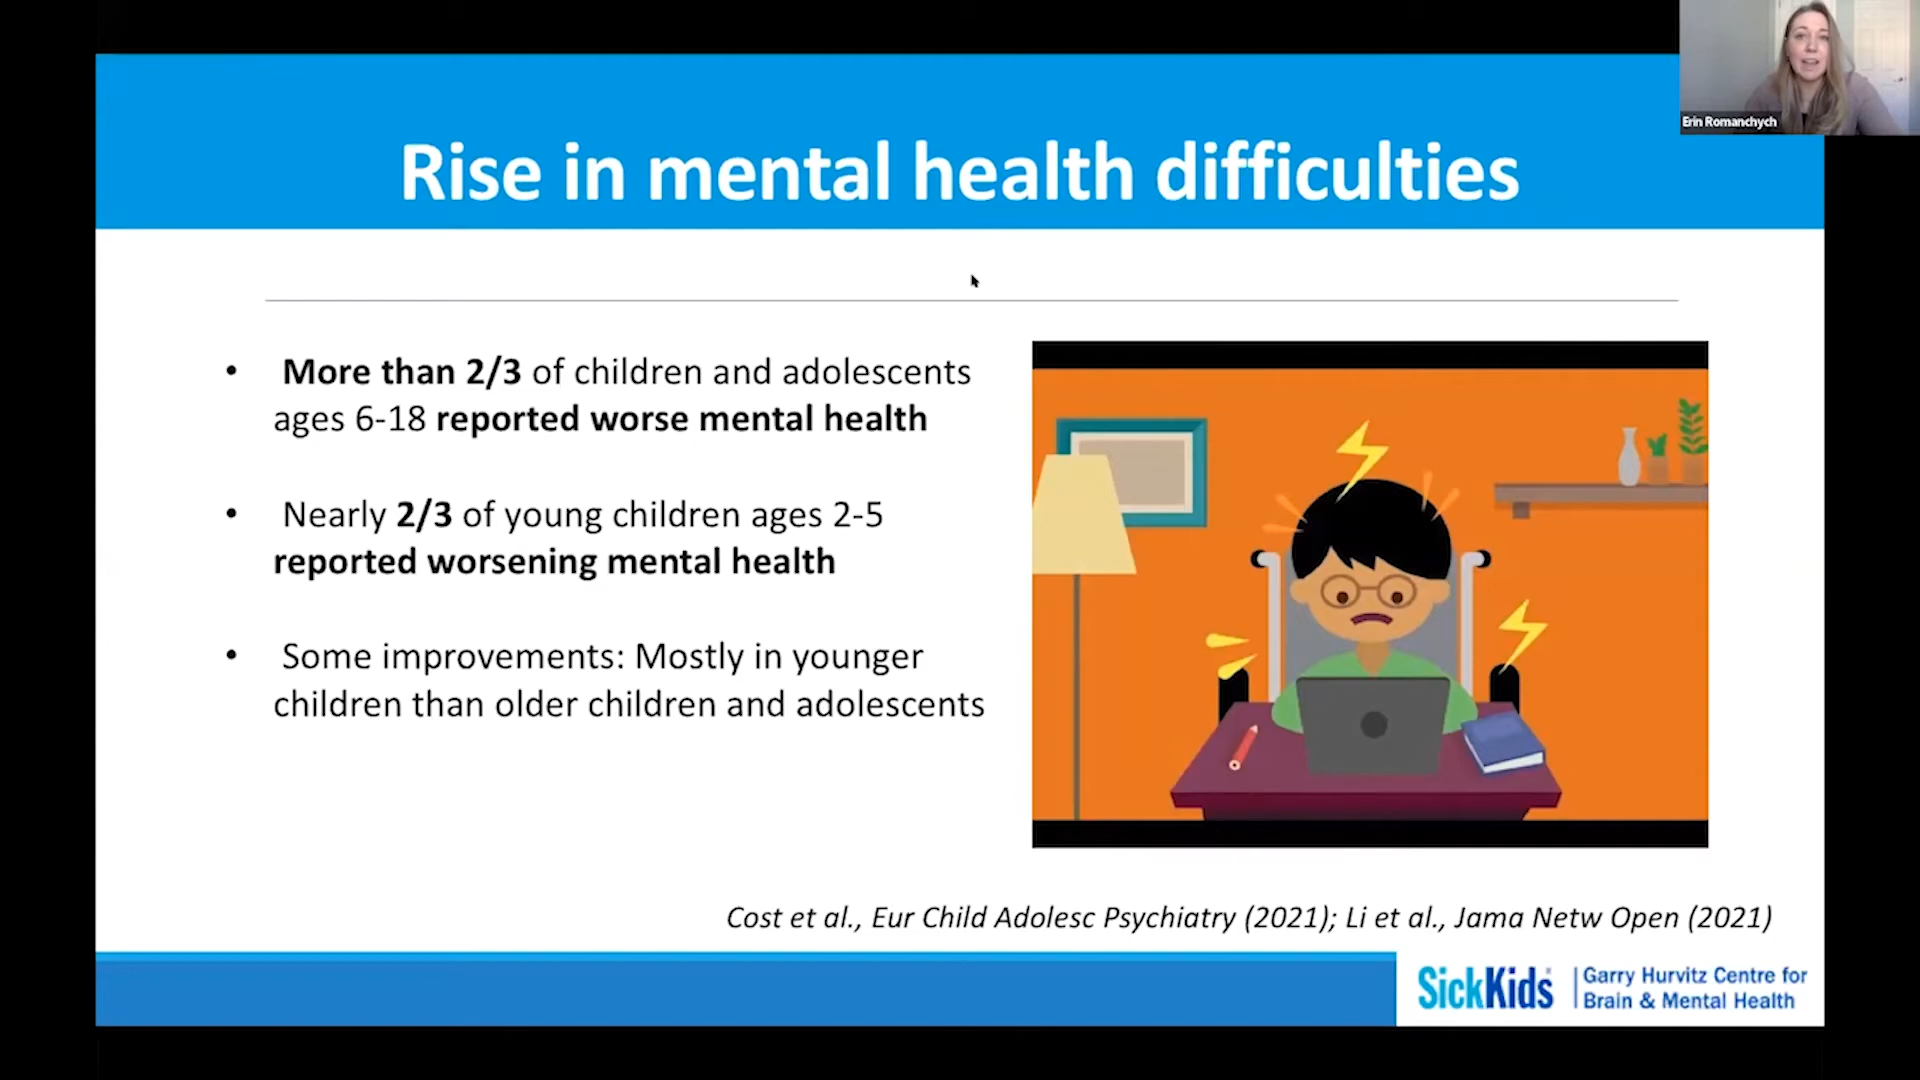 Erin Romanchych
Rise in mental health difficulties
• More than 2/3 of children and adolescents
ages 6-18 reported worse mental health
• Nearly 2/3 of young children ages 2-5
reported worsening mental health
• Some improvements: Mostly in younger
children than older children and adolescents
Cost et al., Eur Child Adolesc Psychiatry (2021); Li et al., Jama Netw Open (2021)
SickKids
Garry Hurvitz Centre for
Brain & Mental Health